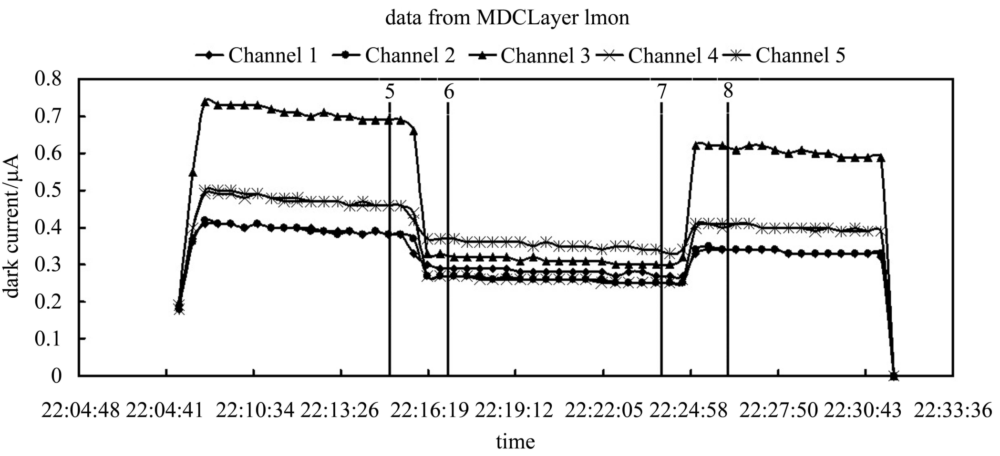 data from MDCLayer lmon
Channel 1 Channel 2 Channel 3 Channel 4 Channel 5
0.8
0.7
0.6
0.5
0.4
0.3
0.2
0.1
0
dark current/μA
5 6 7 8
22:04:48 22:04:41 22:10:34 22:13:26 22:16:19 22:19:12 22:22:05 22:24:58 22:27:50 22:30:43 22:33:36
time